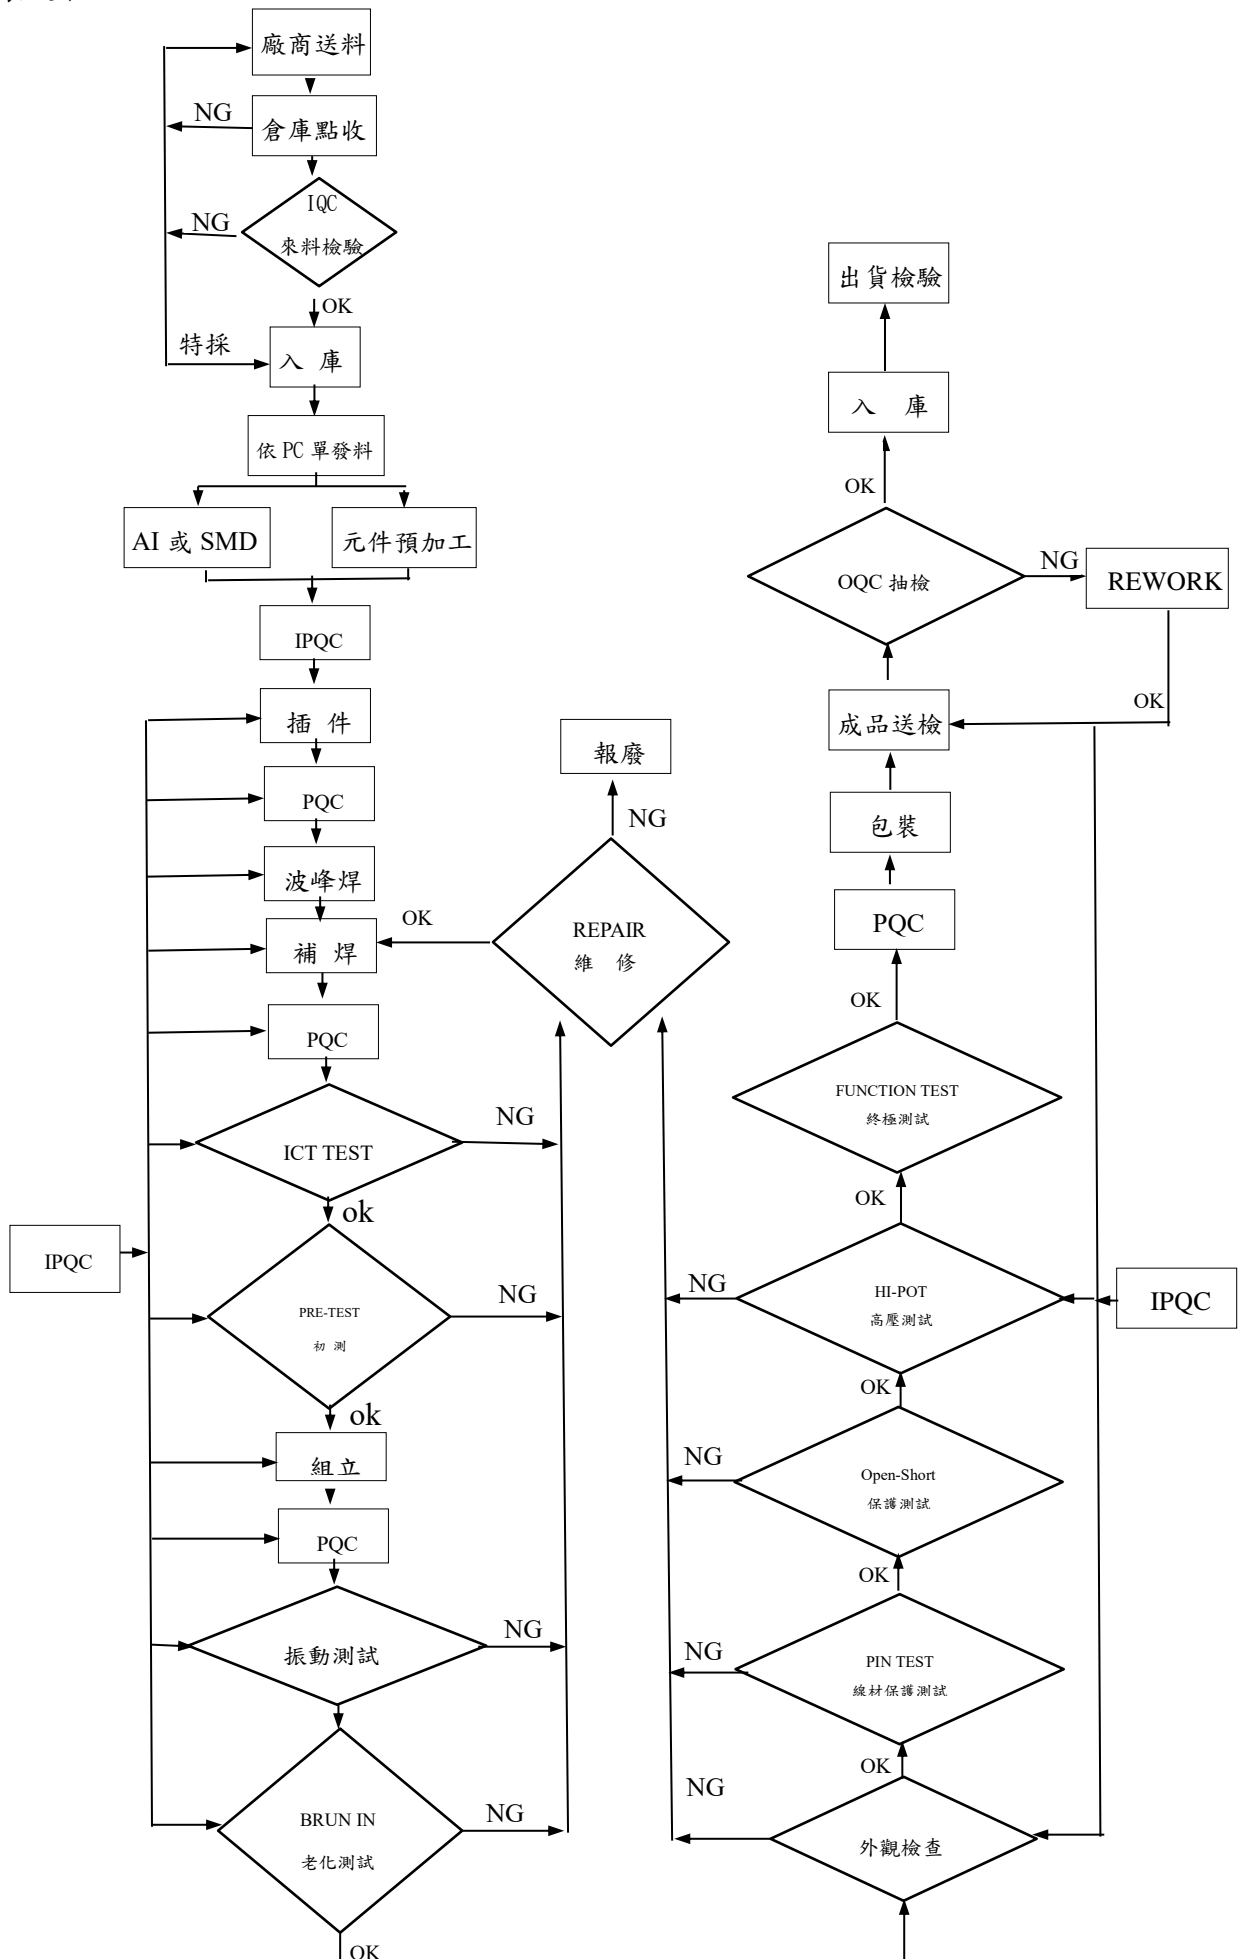 廠商送料
NG
倉庫點收
NG
IQC
來料檢驗
OK
特採
入 庫
依 PC 單發料
AI 或 SMD
元件預加工
IPQC
插 件
PQC
波峰焊
補 焊
PQC
ICT TEST
NG
ok
IPQC
PRE-TEST
初 測
NG
ok
組立
PQC
振動測試
NG
BRUN IN
老化測試
NG
OK
報廢
NG
REPAIR
維 修
OK
出貨檢驗
入 庫
OK
OQC 抽檢
NG
REWORK
OK
成品送檢
包裝
PQC
OK
FUNCTION TEST
終極測試
OK
HI-POT
高壓測試
NG
IPQC
OK
Open-Short
保護測試
NG
OK
PIN TEST
線材保護測試
NG
OK
外觀檢查
NG